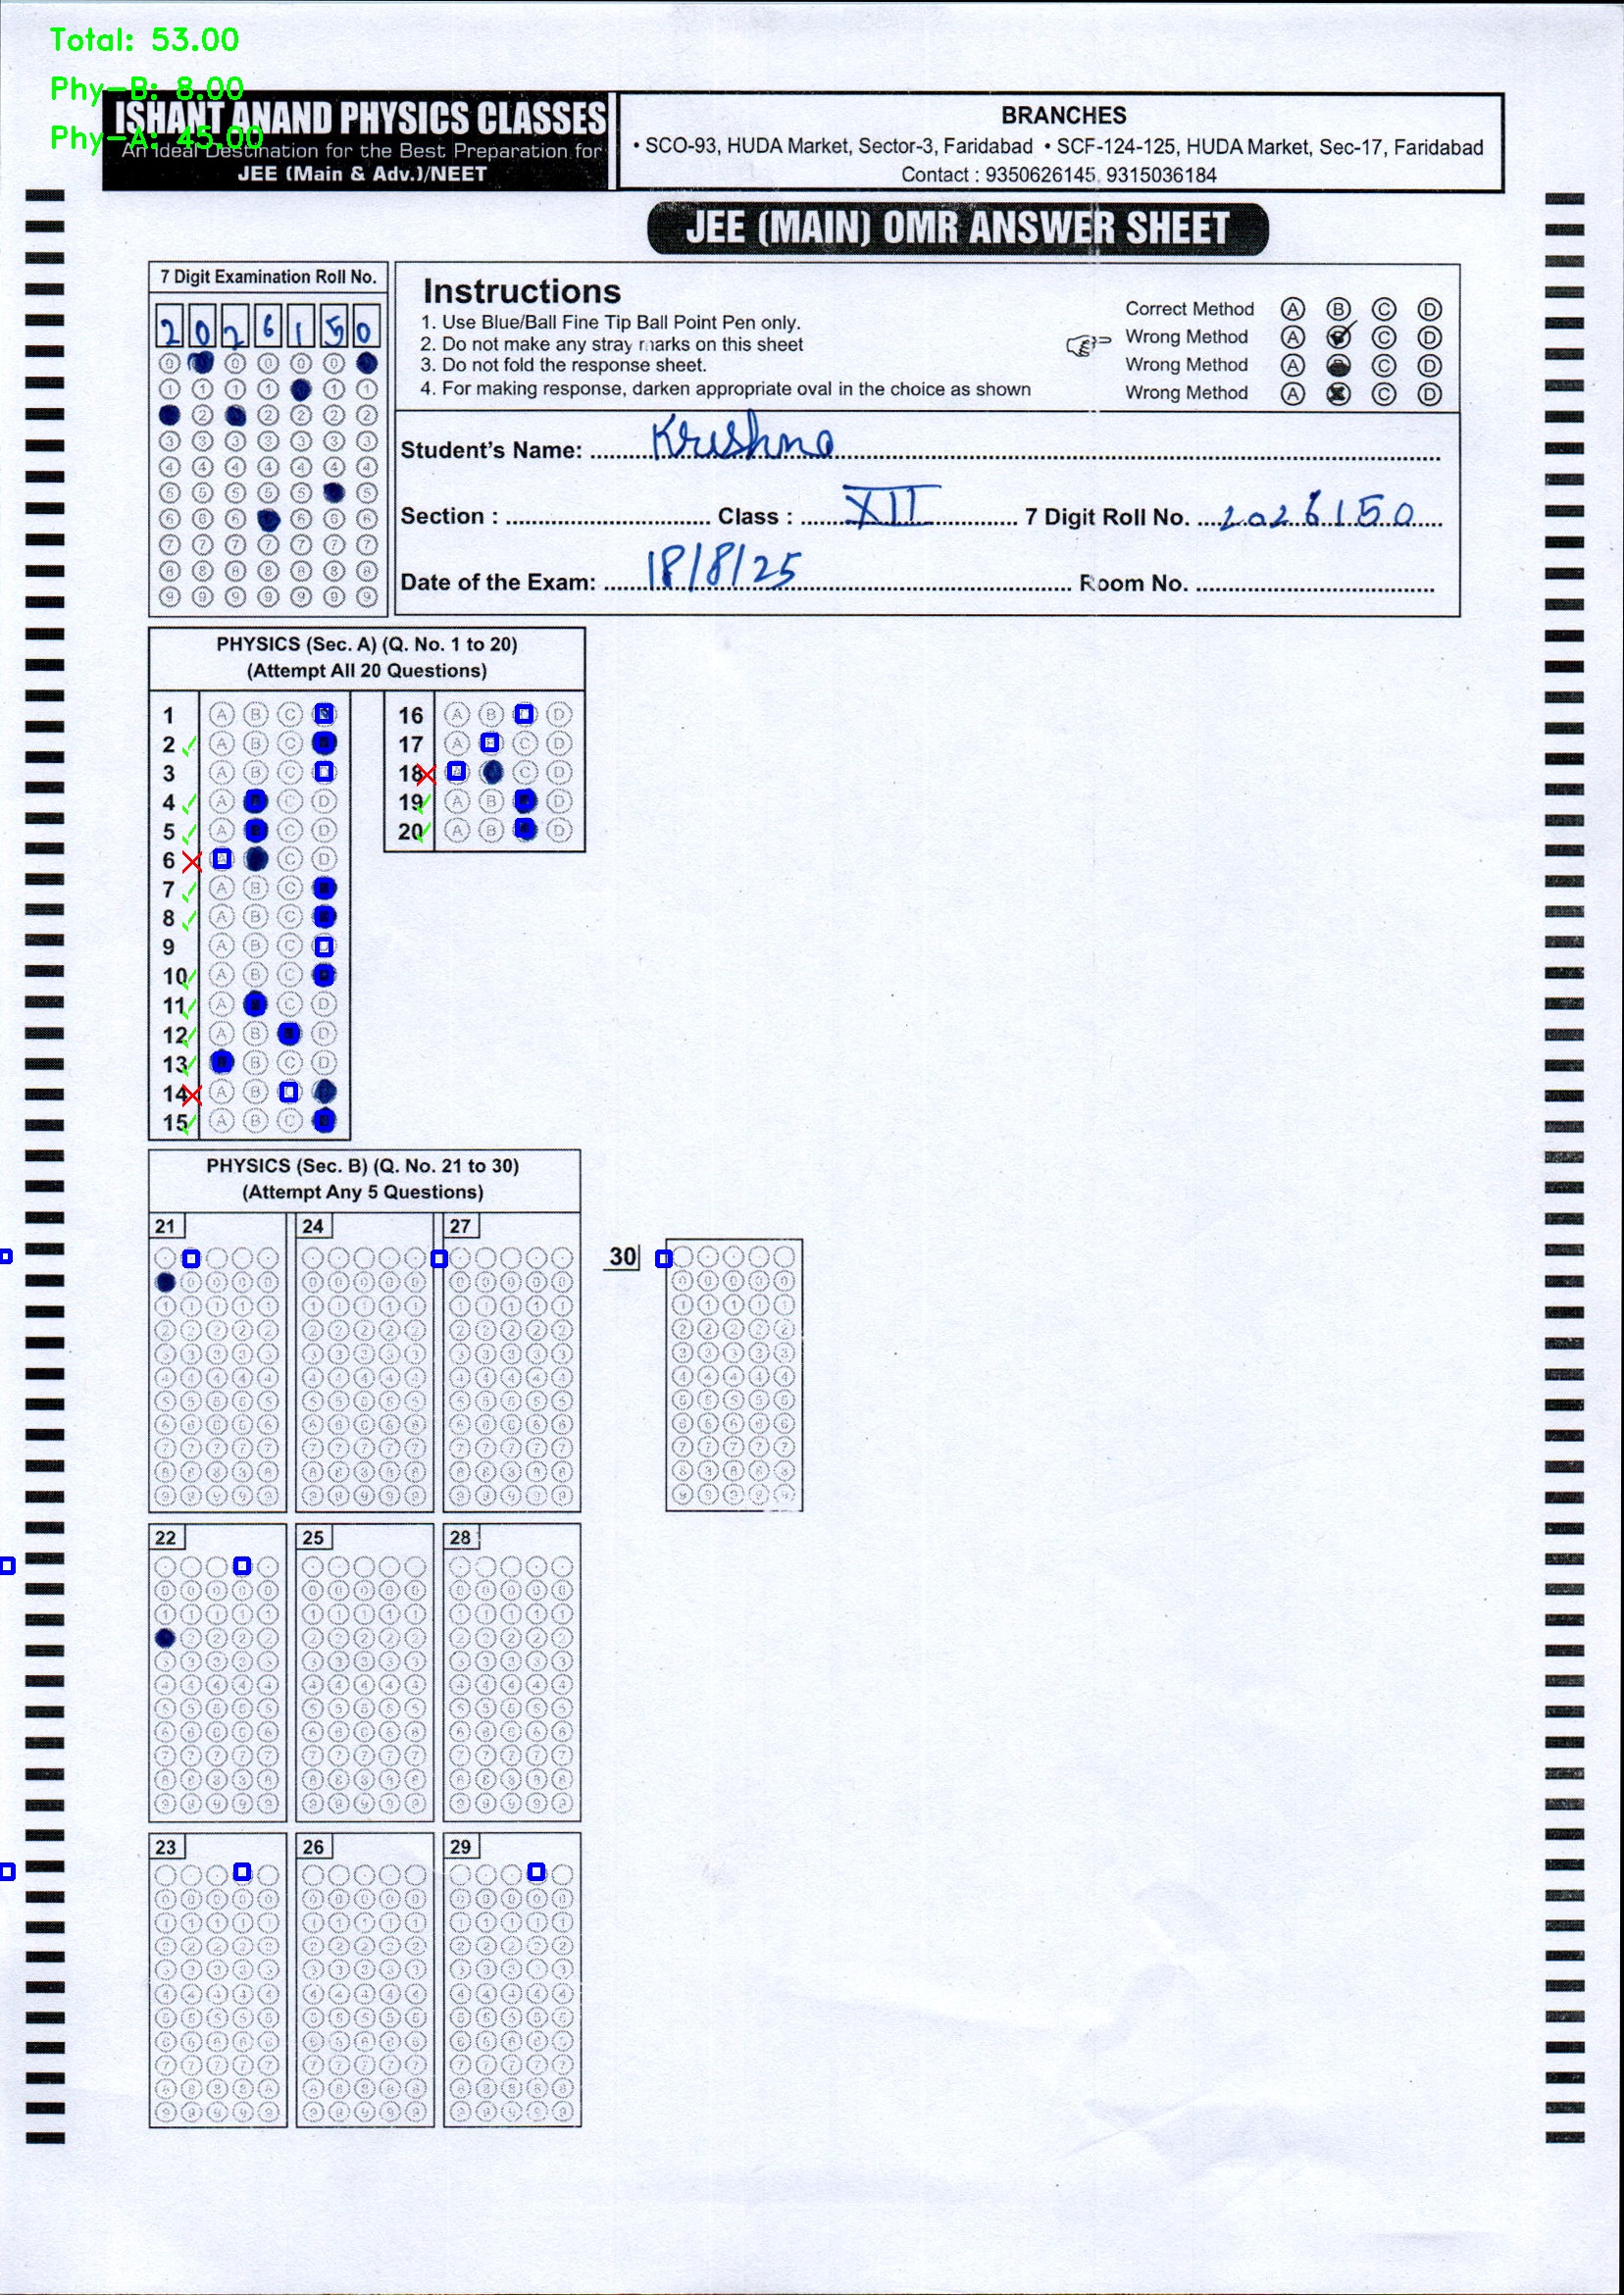 Total: 53.00
Phy-B: 8.00
Phy-A: 45.00
ISHANT ANAND PHYSICS CLASSES
An Ideal Destination for the Best Preparation for
JEE (Main & Adv.)/NEET
BRANCHES
• SCO-93, HUDA Market, Sector-3, Faridabad • SCF-124-125, HUDA Market, Sec-17, Faridabad
Contact : 9350626145, 9315036184
JEE (MAIN) OMR ANSWER SHEET
7 Digit Examination Roll No.
2 0 2 6 1 5 0
Instructions
1. Use Blue/Ball Fine Tip Ball Point Pen only.
2. Do not make any stray marks on this sheet
3. Do not fold the response sheet.
4. For making response, darken appropriate oval in the choice as shown
Correct Method A B C D
Wrong Method A C D
Wrong Method A C D
Wrong Method A C D
Student's Name: Krishna
Section : Class : XII 7 Digit Roll No. 2026150
Date of the Exam: 18/8/25 Room No.
PHYSICS (Sec. A) (Q. No. 1 to 20)
(Attempt All 20 Questions)
1 A B C
2 A B C
3 A B C
4 A C D
5 A C D
6 C D
7 A B C
8 A B C
9 A B C
10 A B C
11 A C D
12 A B D
13 B C D
14 A B
15 A B C
16 A B D
17 A C D
18 C D
19 A B D
20 A B D
PHYSICS (Sec. B) (Q. No. 21 to 30)
(Attempt Any 5 Questions)
21 24 27
30
22 25 28
23 26 29